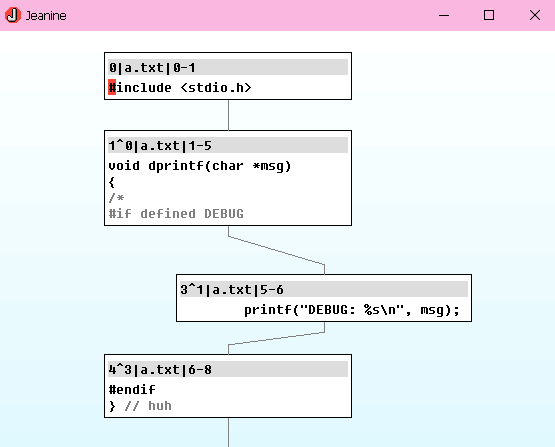 Jeanine
0|a.txt|0-1
#include <stdio.h>
1^0|a.txt|1-5
void dprintf(char *msg)
{
/*
#if defined DEBUG
3^1|a.txt|5-6
printf("DEBUG: %s\n", msg);
4^3|a.txt|6-8
#endif
} // huh